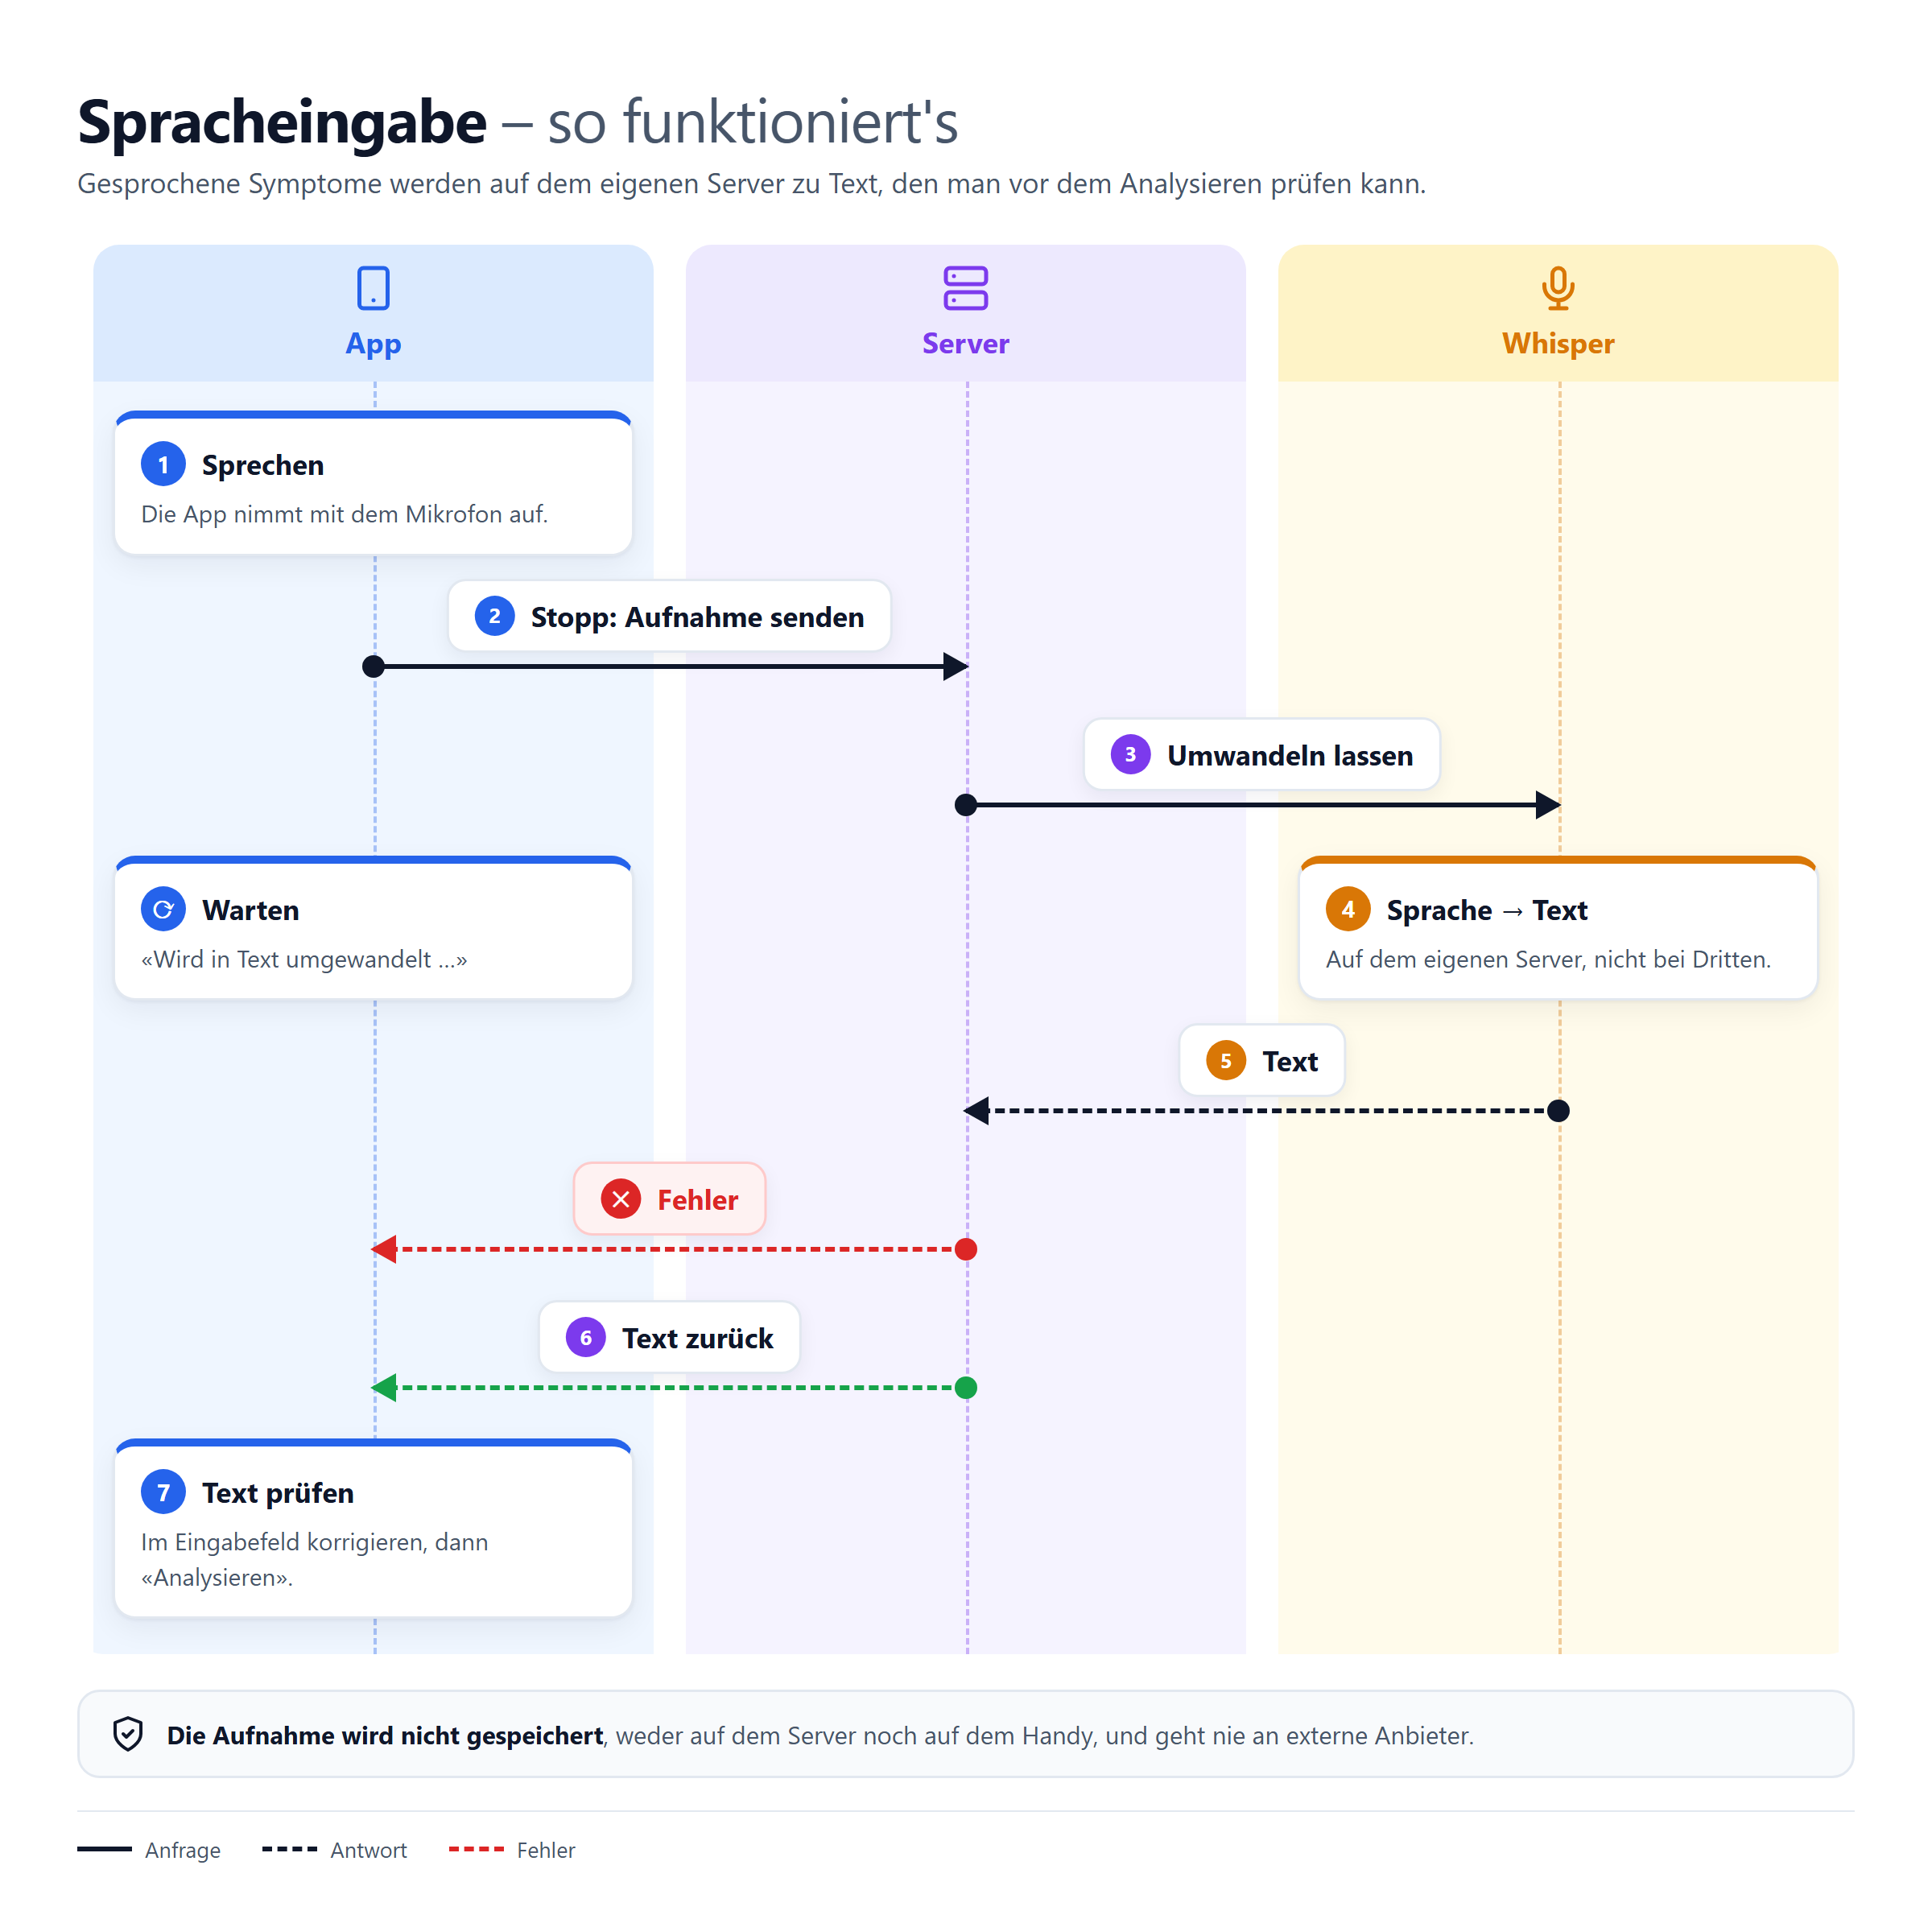 Spracheingabe – so funktioniert's
Gesprochene Symptome werden auf dem eigenen Server zu Text, den man vor dem Analysieren prüfen kann.
App
Server
Whisper
1 Sprechen
Die App nimmt mit dem Mikrofon auf.
2 Stopp: Aufnahme senden
3 Umwandeln lassen
Warten
«Wird in Text umgewandelt ...»
4 Sprache → Text
Auf dem eigenen Server, nicht bei Dritten.
5 Text
Fehler
6 Text zurück
7 Text prüfen
Im Eingabefeld korrigieren, dann
«Analysieren».
Die Aufnahme wird nicht gespeichert, weder auf dem Server noch auf dem Handy, und geht nie an externe Anbieter.
Anfrage
Antwort
Fehler